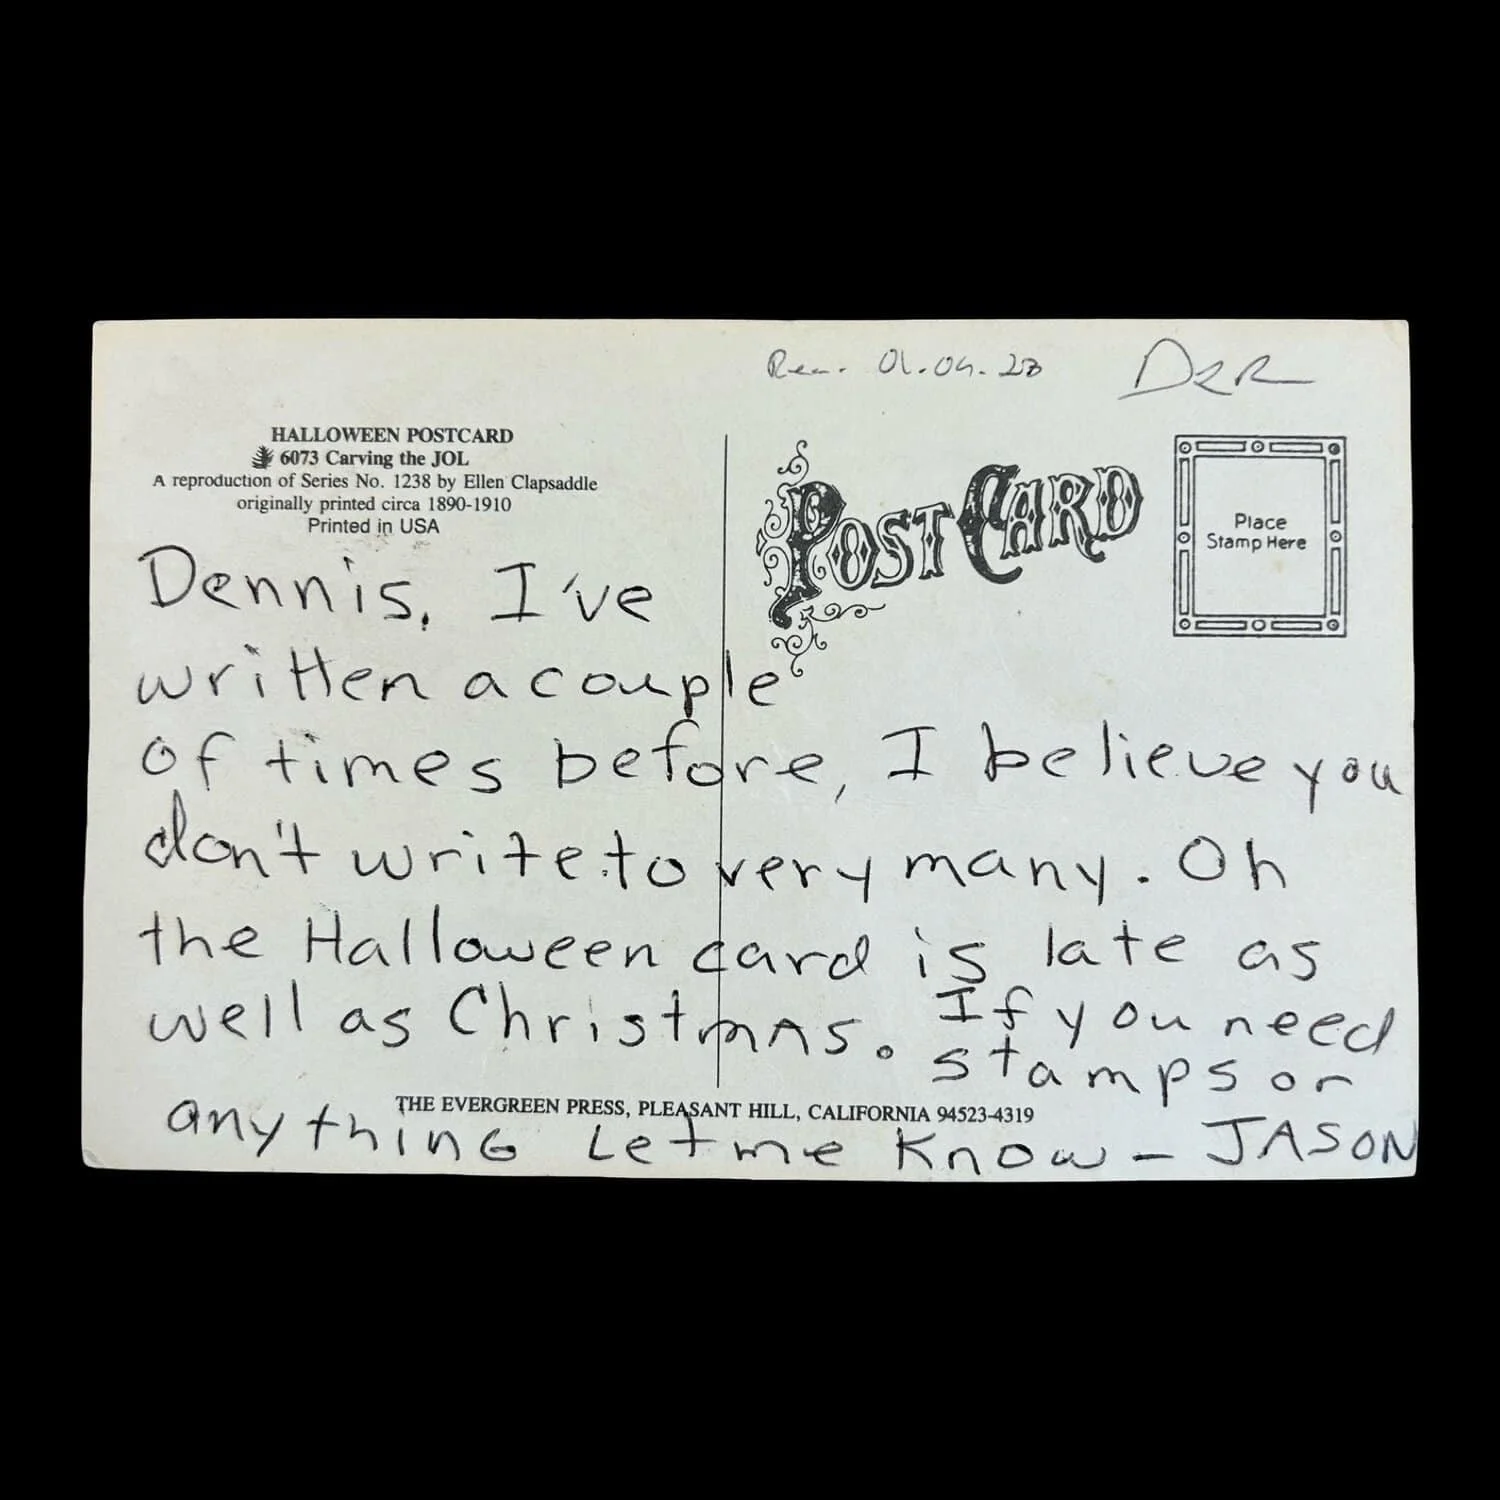 01.04.
HALLOWEEN POSTCARD
6073 Carving the JOL
A reproduction of Series No. 1238 by Ellen Clapsaddle
originally printed circa 1890-1910
Printed in USA
POST CARD
Place
Stamp Here
Dennis, I've
written a couple
of times before, I believe you
don't write to very many. Oh
the Halloween card is late as
well as Christmas. If you need
stamps or
THE EVERGREEN PRESS, PLEASANT HILL, CALIFORNIA 94523-4319
anything Let me know – JASON